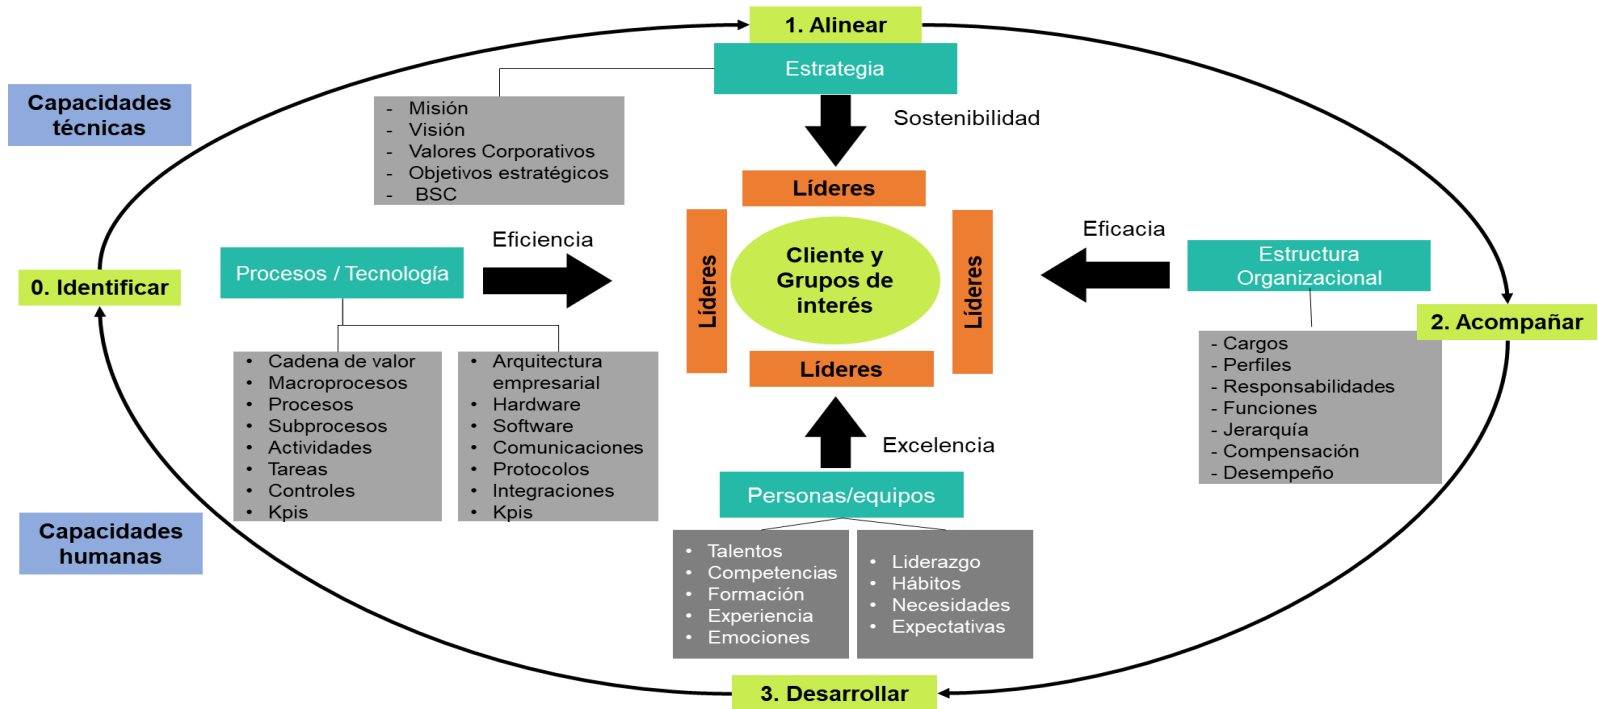 1. Alinear
Estrategia
Capacidades
técnicas
- Misión
- Visión
- Valores Corporativos
- Objetivos estratégicos
- BSC
Sostenibilidad
Líderes
Eficiencia
Procesos / Tecnología
0. Identificar
Líderes
Cliente y
Grupos de
interés
Líderes
Eficacia
Estructura
Organizacional
2. Acompañar
Líderes
• Cadena de valor
• Macroprocesos
• Procesos
• Subprocesos
• Actividades
• Tareas
• Controles
• Kpis
• Arquitectura
empresarial
• Hardware
• Software
• Comunicaciones
• Protocolos
• Integraciones
• Kpis
- Cargos
- Perfiles
- Responsabilidades
- Funciones
- Jerarquía
- Compensación
- Desempeño
Excelencia
Personas/equipos
Capacidades
humanas
• Talentos
• Competencias
• Formación
• Experiencia
• Emociones
• Liderazgo
• Hábitos
• Necesidades
• Expectativas
3. Desarrollar